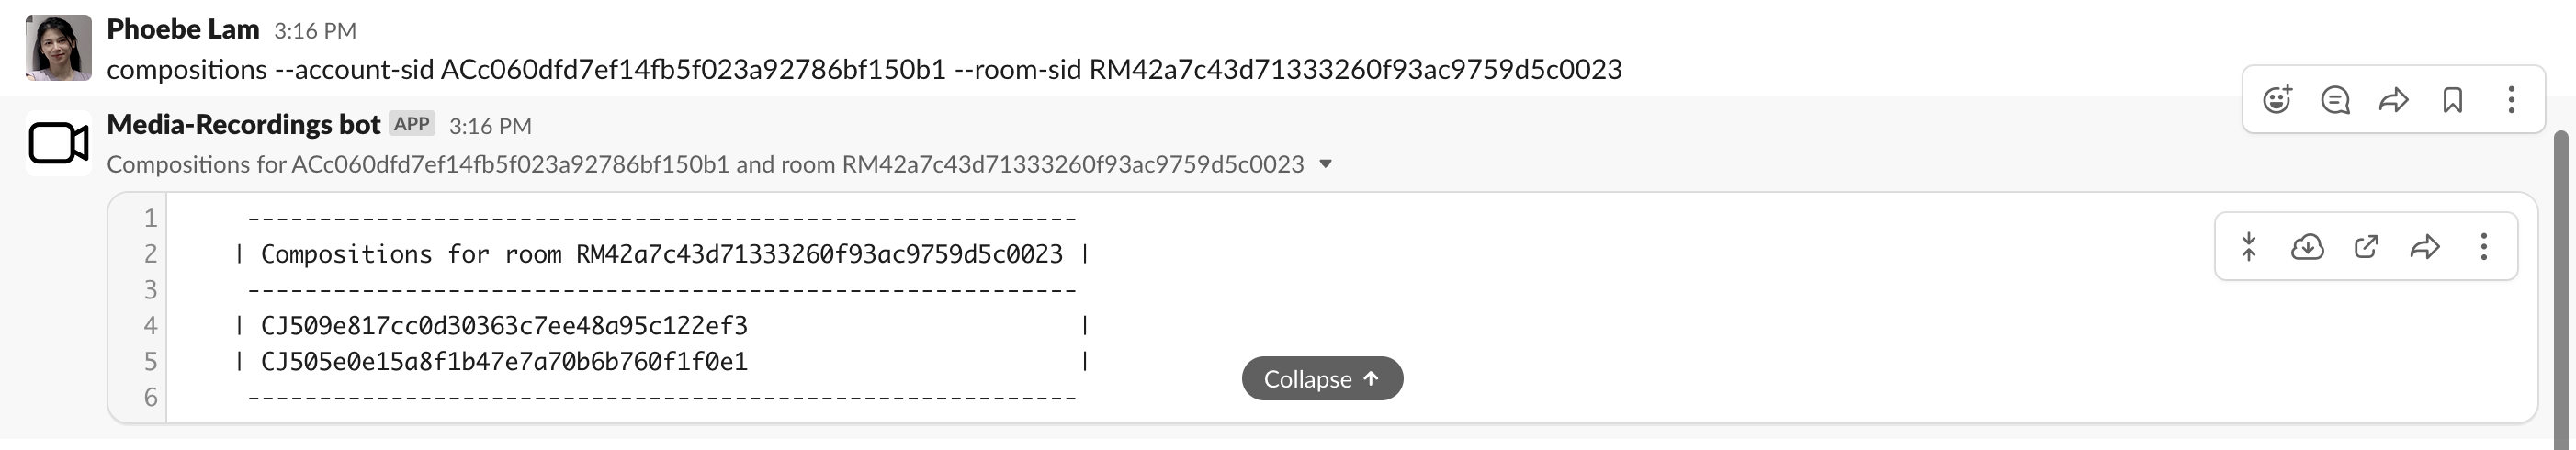 Phoebe Lam 3:16 PM
compositions --account-sid ACc060dfd7ef14fb5f023a92786bf150b1 --room-sid RM42a7c43d71333260f93ac9759d5c0023
Media-Recordings bot APP 3:16 PM
Compositions for ACc060dfd7ef14fb5f023a92786bf150b1 and room RM42a7c43d71333260f93ac9759d5c0023
1 ----------------------------------------------------------
2 | Compositions for room RM42a7c43d71333260f93ac9759d5c0023 |
3 ----------------------------------------------------------
4 | CJ509e817cc0d30363c7ee48a95c122ef3 |
5 | CJ505e0e15a8f1b47e7a70b6b760f1f0e1 |
6 ----------------------------------------------------------
Collapse